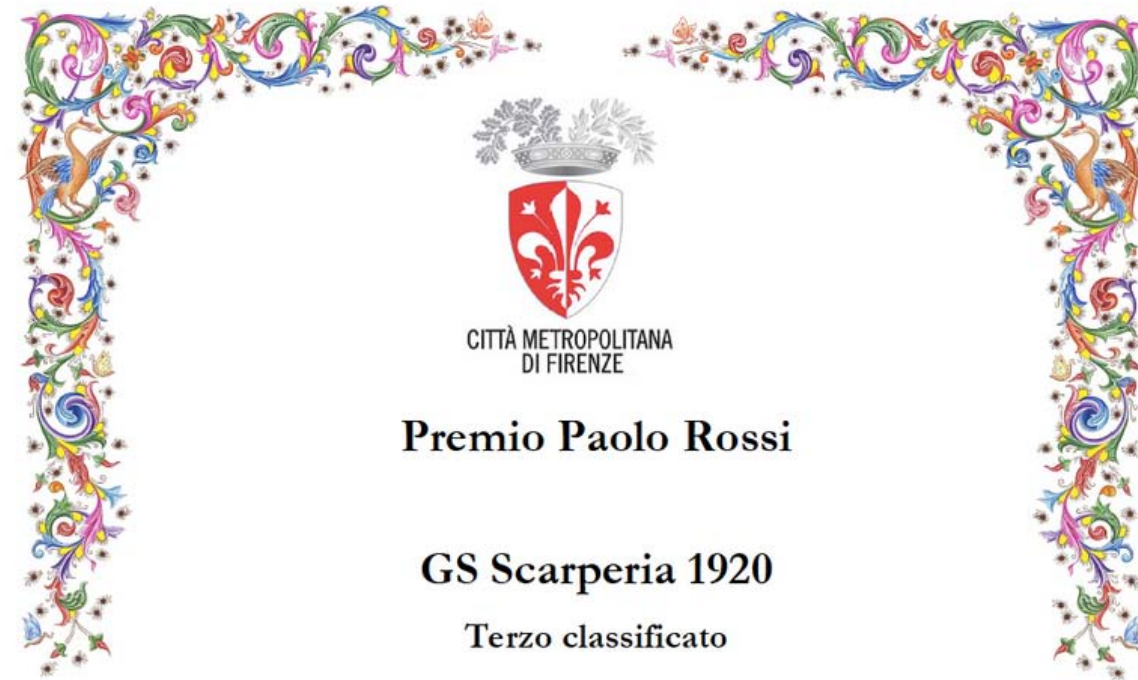 CITTÀ METROPOLITANA
DI FIRENZE
Premio Paolo Rossi
GS Scarperia 1920
Terzo classificato